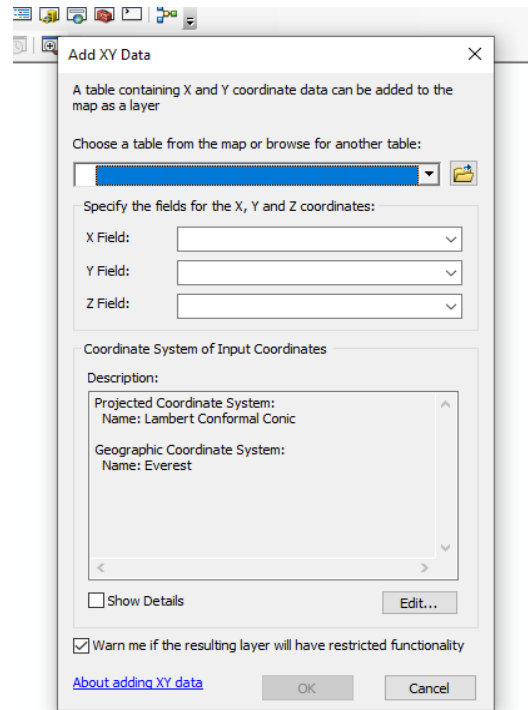 Add XY Data
A table containing X and Y coordinate data can be added to the
map as a layer
Choose a table from the map or browse for another table:
Specify the fields for the X, Y and Z coordinates:
X Field:
Y Field:
Z Field:
Coordinate System of Input Coordinates
Description:
Projected Coordinate System:
Name: Lambert Conformal Conic
Geographic Coordinate System:
Name: Everest
Show Details
Edit...
Warn me if the resulting layer will have restricted functionality
About adding XY data
OK
Cancel